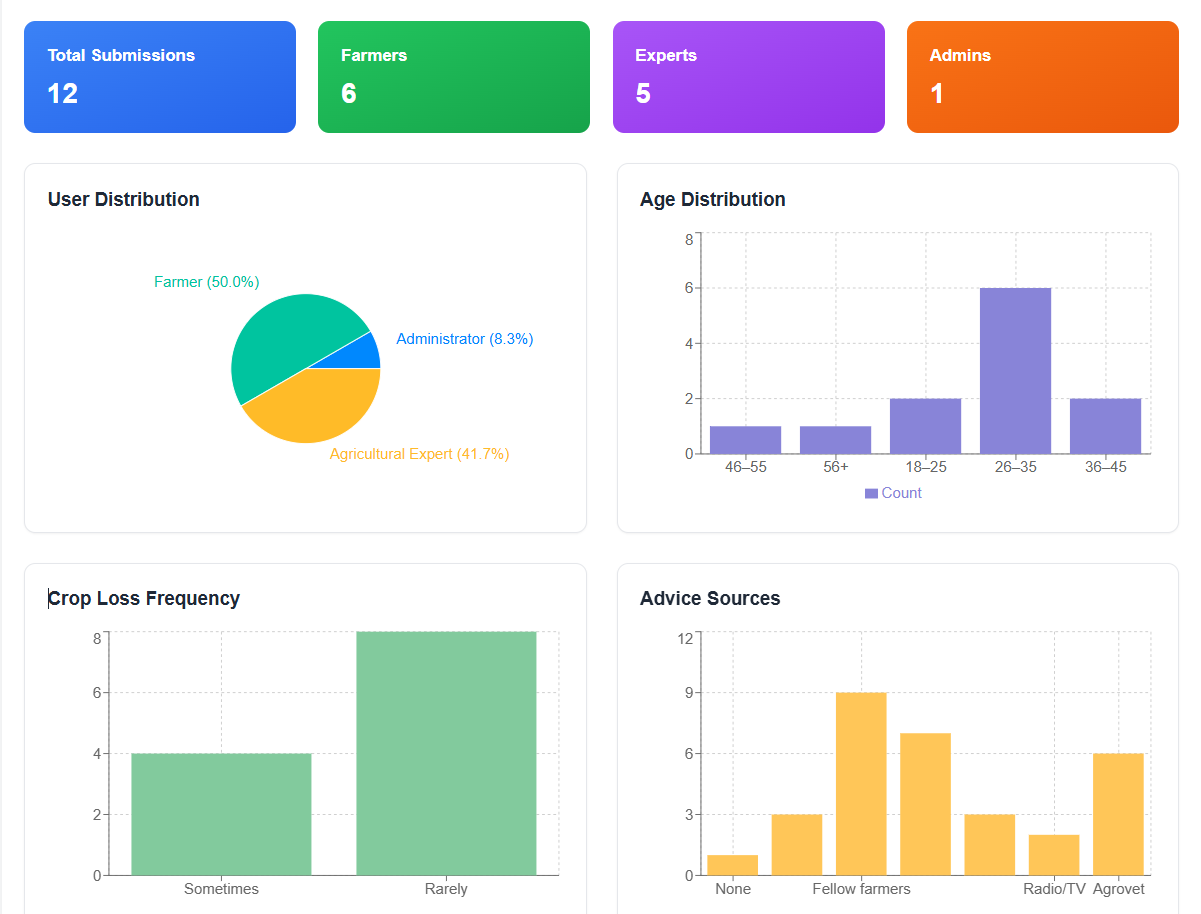 Total Submissions
12
Farmers
6
Experts
5
Admins
1
User Distribution
Farmer (50.0%)
Administrator (8.3%)
Agricultural Expert (41.7%)
Age Distribution
8
6
4
2
0
46–55 56+ 18–25 26–35 36–45
Count
Crop Loss Frequency
8
6
4
2
0
Sometimes Rarely
Advice Sources
12
9
6
3
0
None Fellow farmers Radio/TV Agrovet